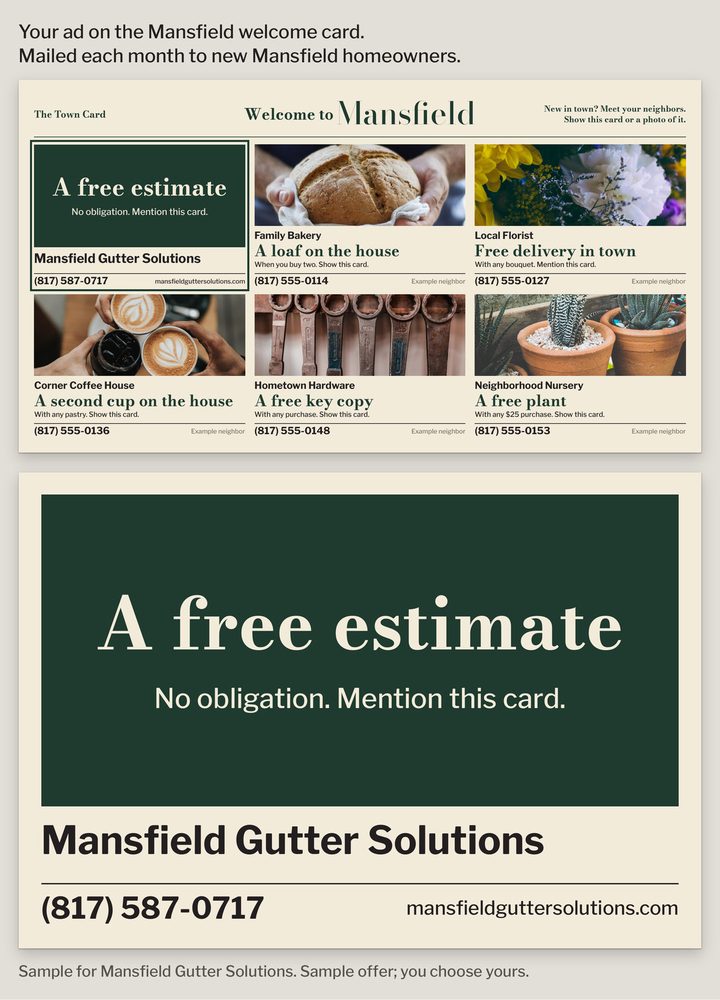 Your ad on the Mansfield welcome card.
Mailed each month to new Mansfield homeowners.
The Town Card
Welcome to Mansfield
New in town? Meet your neighbors.
Show this card or a photo of it.
A free estimate
No obligation. Mention this card.
Mansfield Gutter Solutions
(817) 587-0717 mansfieldguttersolutions.com
Family Bakery
A loaf on the house
When you buy two. Show this card.
(817) 555-0114 Example neighbor
Local Florist
Free delivery in town
With any bouquet. Mention this card.
(817) 555-0127 Example neighbor
Corner Coffee House
A second cup on the house
With any pastry. Show this card.
(817) 555-0136 Example neighbor
Hometown Hardware
A free key copy
With any purchase. Show this card.
(817) 555-0148 Example neighbor
Neighborhood Nursery
A free plant
With any $25 purchase. Show this card.
(817) 555-0153 Example neighbor
A free estimate
No obligation. Mention this card.
Mansfield Gutter Solutions
(817) 587-0717 mansfieldguttersolutions.com
Sample for Mansfield Gutter Solutions. Sample offer; you choose yours.